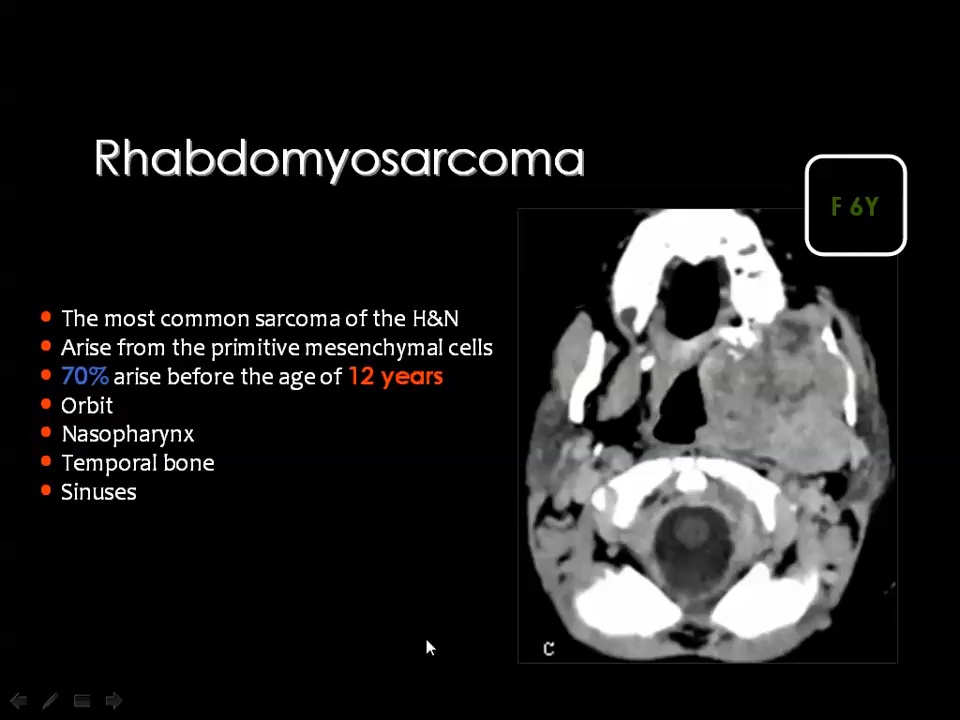 Rhabdomyosarcoma
F 6Y
The most common sarcoma of the H&N
Arise from the primitive mesenchymal cells
70% arise before the age of 12 years
Orbit
Nasopharynx
Temporal bone
Sinuses
C